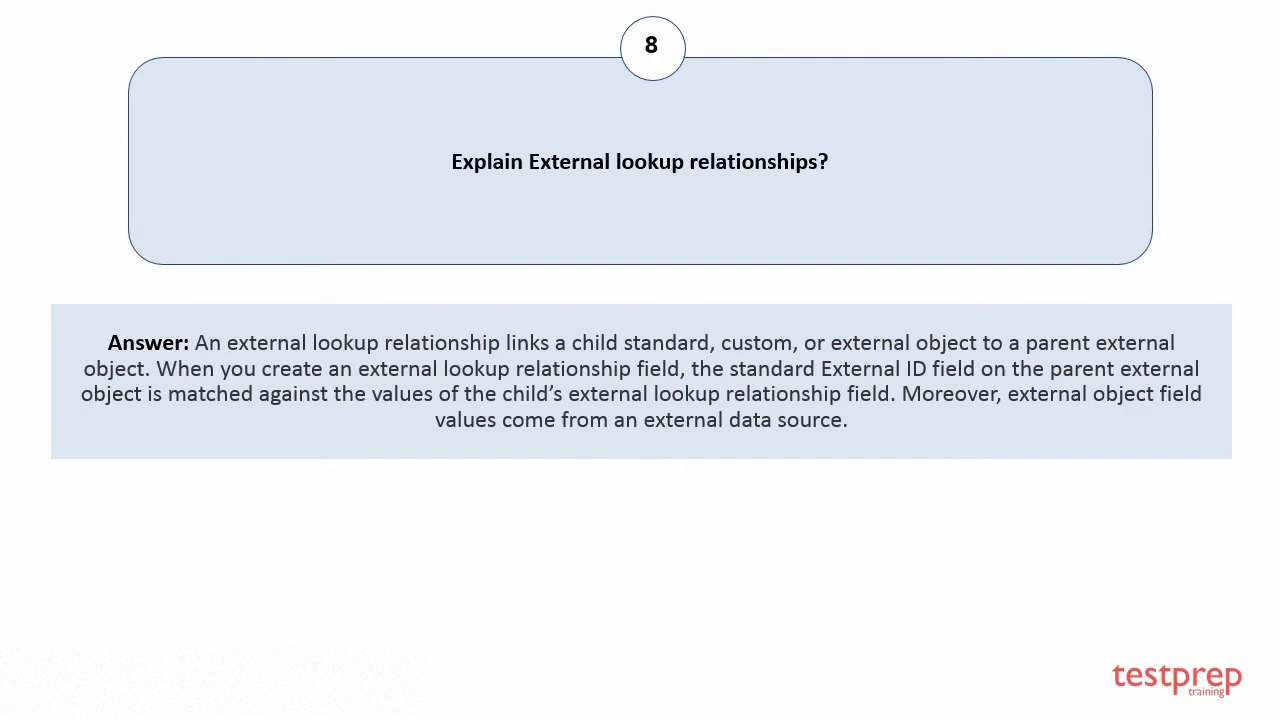 8
Explain External lookup relationships?
Answer: An external lookup relationship links a child standard, custom, or external object to a parent external
object. When you create an external lookup relationship field, the standard External ID field on the parent external
object is matched against the values of the child’s external lookup relationship field. Moreover, external object field
values come from an external data source.
testprep
training